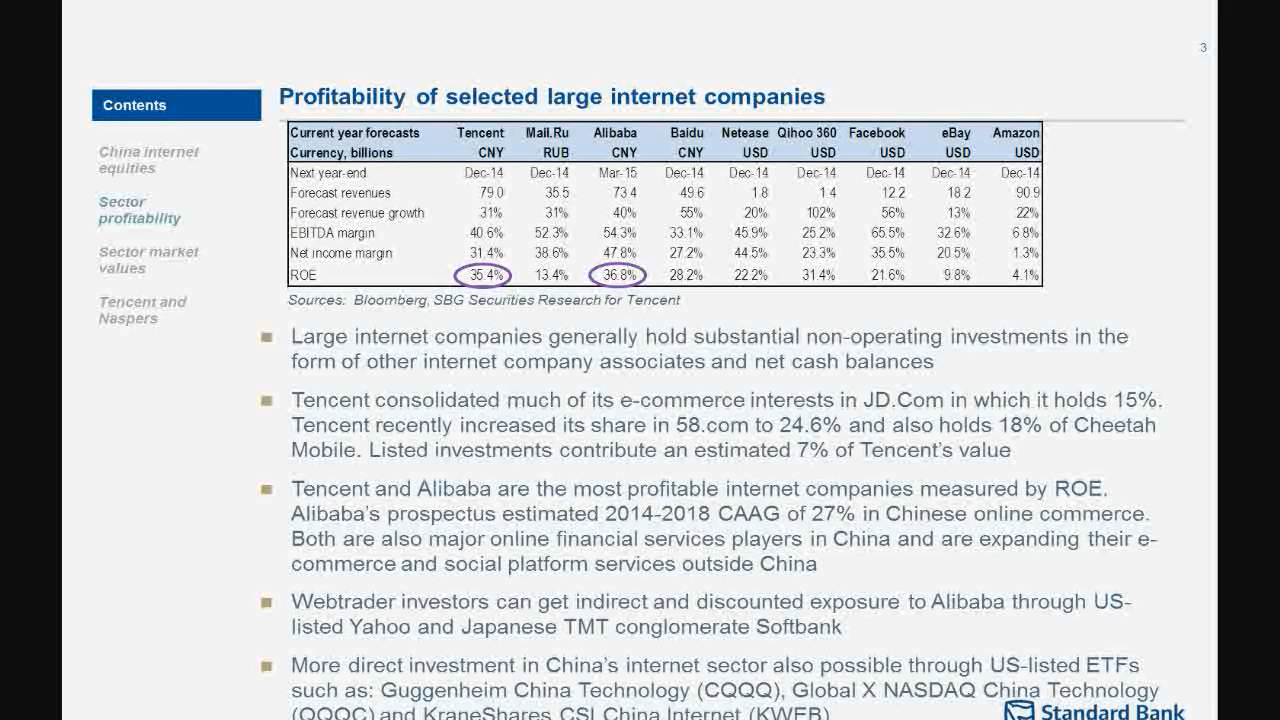 3
Contents
China internet
equities
Sector
profitability
Sector market
values
Tencent and
Naspers
Profitability of selected large internet companies
Current year forecasts Tencent Mail.Ru Alibaba Baidu Netease Qihoo 360 Facebook eBay Amazon
Currency, billions CNY RUB CNY CNY USD USD USD USD USD
Next year-end Dec-14 Dec-14 Mar-15 Dec-14 Dec-14 Dec-14 Dec-14 Dec-14 Dec-14
Forecast revenues 79.0 35.5 73.4 49.6 1.8 1.4 12.2 18.2 90.9
Forecast revenue growth 31% 31% 40% 55% 20% 102% 56% 13% 22%
EBITDA margin 40.6% 52.3% 54.3% 33.1% 45.9% 25.2% 65.5% 32.6% 6.8%
Net income margin 31.4% 38.6% 47.8% 27.2% 44.5% 23.3% 35.5% 20.5% 1.3%
ROE 35.4% 13.4% 36.8% 28.2% 22.2% 31.4% 21.6% 9.8% 4.1%
Sources: Bloomberg, SBG Securities Research for Tencent
Large internet companies generally hold substantial non-operating investments in the
form of other internet company associates and net cash balances
Tencent consolidated much of its e-commerce interests in JD.Com in which it holds 15%.
Tencent recently increased its share in 58.com to 24.6% and also holds 18% of Cheetah
Mobile. Listed investments contribute an estimated 7% of Tencent's value
Tencent and Alibaba are the most profitable internet companies measured by ROE.
Alibaba's prospectus estimated 2014-2018 CAAG of 27% in Chinese online commerce.
Both are also major online financial services players in China and are expanding their e-
commerce and social platform services outside China
Webtrader investors can get indirect and discounted exposure to Alibaba through US-
listed Yahoo and Japanese TMT conglomerate Softbank
More direct investment in China's internet sector also possible through US-listed ETFs
such as: Guggenheim China Technology (CQQQ), Global X NASDAQ China Technology
(QQQC) and KraneShares CSI China Internet (KWEB)
Standard Bank